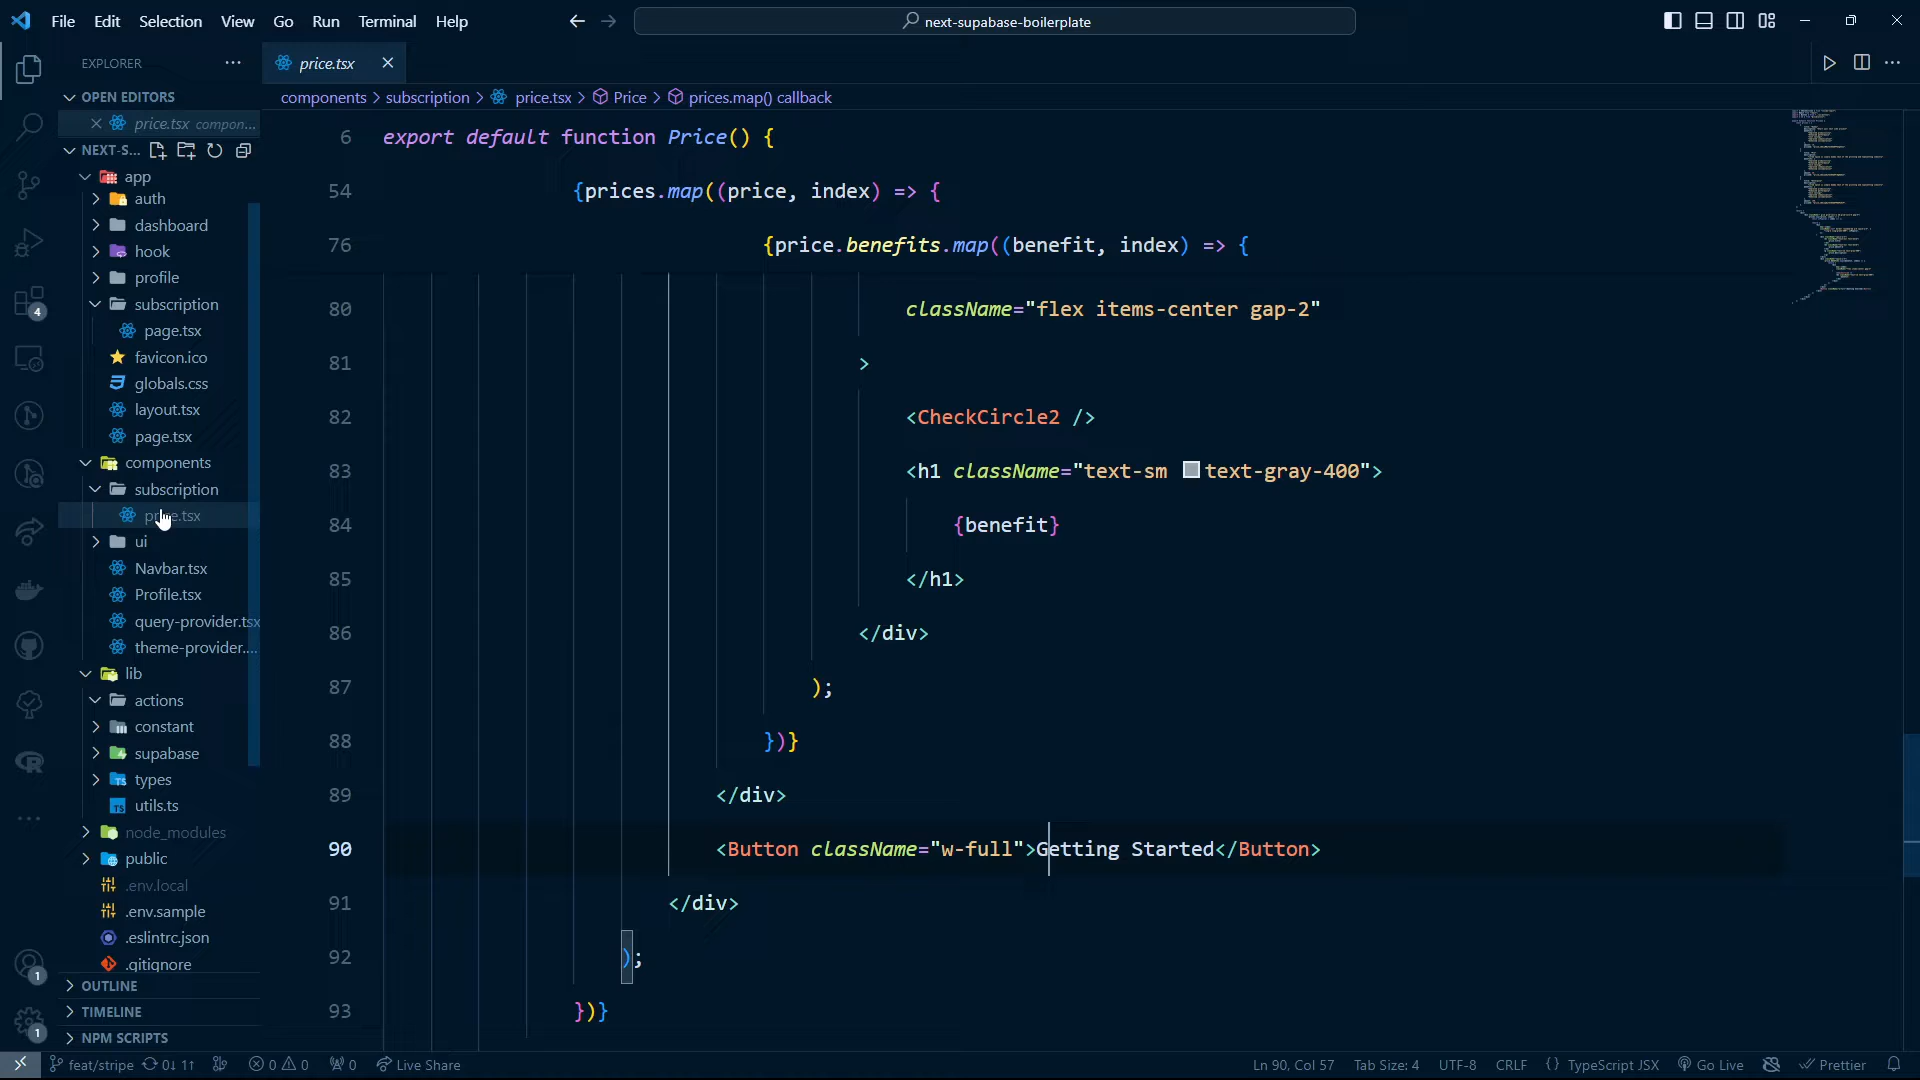 File Edit Selection View Go Run Terminal Help
next-supabase-boilerplate
EXPLORER
price.tsx
OPEN EDITORS
price.tsx compon...
NEXT-S...
app
auth
dashboard
hook
profile
subscription
page.tsx
favicon.ico
globals.css
layout.tsx
page.tsx
components
subscription
price.tsx
ui
Navbar.tsx
Profile.tsx
query-provider.tsx
theme-provider....
lib
actions
constant
supabase
types
utils.ts
node_modules
public
.env.local
.env.sample
.eslintrc.json
.gitignore
OUTLINE
TIMELINE
NPM SCRIPTS
4
1
1
components > subscription > price.tsx > Price > prices.map() callback
6 export default function Price() {
54 {prices.map((price, index) => {
76 {price.benefits.map((benefit, index) => {
80 className="flex items-center gap-2"
81 >
82 <CheckCircle2 />
83 <h1 className="text-sm text-gray-400">
84 {benefit}
85 </h1>
86 </div>
87 );
88 })}
89 </div>
90 <Button className="w-full">Getting Started</Button>
91 </div>
92 );
93 })}
feat/stripe 0↓ 1↑ 0 0 0 Live Share Ln 90, Col 57 Tab Size: 4 UTF-8 CRLF {} TypeScript JSX Go Live Prettier